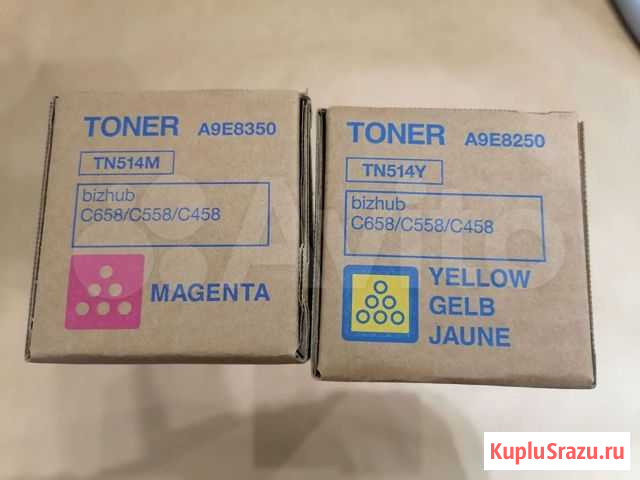 TONER A9E8350
TN514M
bizhub
C658/C558/C458
MAGENTA
TONER A9E8250
TN514Y
bizhub
C658/C558/C458
YELLOW
GELB
JAUNE
Avito
KupluSrazu.ru